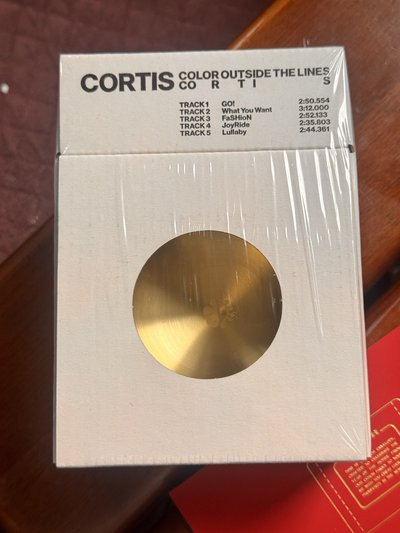 CORTIS COLOR OUTSIDE THE LINES
CO R T I S
TRACK 1 GO! 2:50.554
TRACK 2 What You Want 3:12.000
TRACK 3 FaSHioN 2:52.133
TRACK 4 JoyRide 2:35.803
TRACK 5 Lullaby 2:44.361